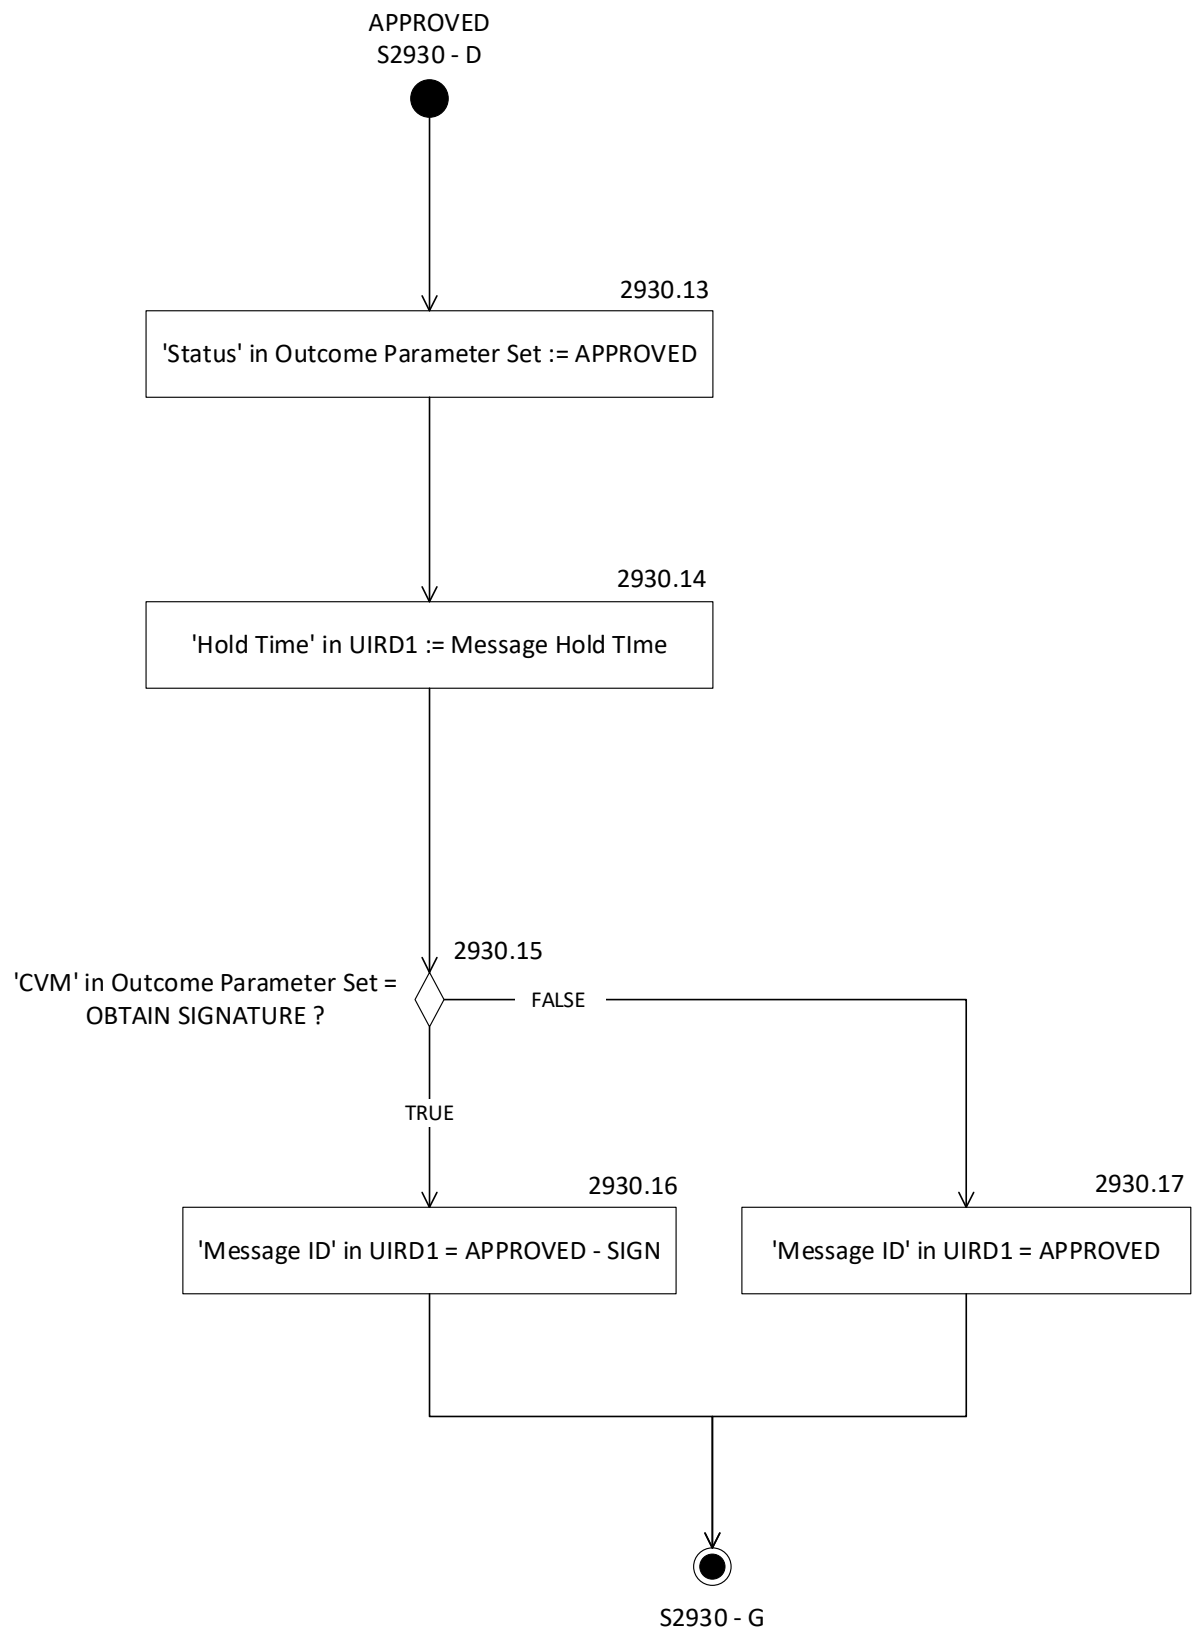 APPROVED
S2930 - D
2930.13
'Status' in Outcome Parameter Set := APPROVED
2930.14
'Hold Time' in UIRD1 := Message Hold TIme
2930.15
'CVM' in Outcome Parameter Set =
OBTAIN SIGNATURE ?
FALSE
TRUE
2930.16
'Message ID' in UIRD1 = APPROVED - SIGN
2930.17
'Message ID' in UIRD1 = APPROVED
S2930 - G